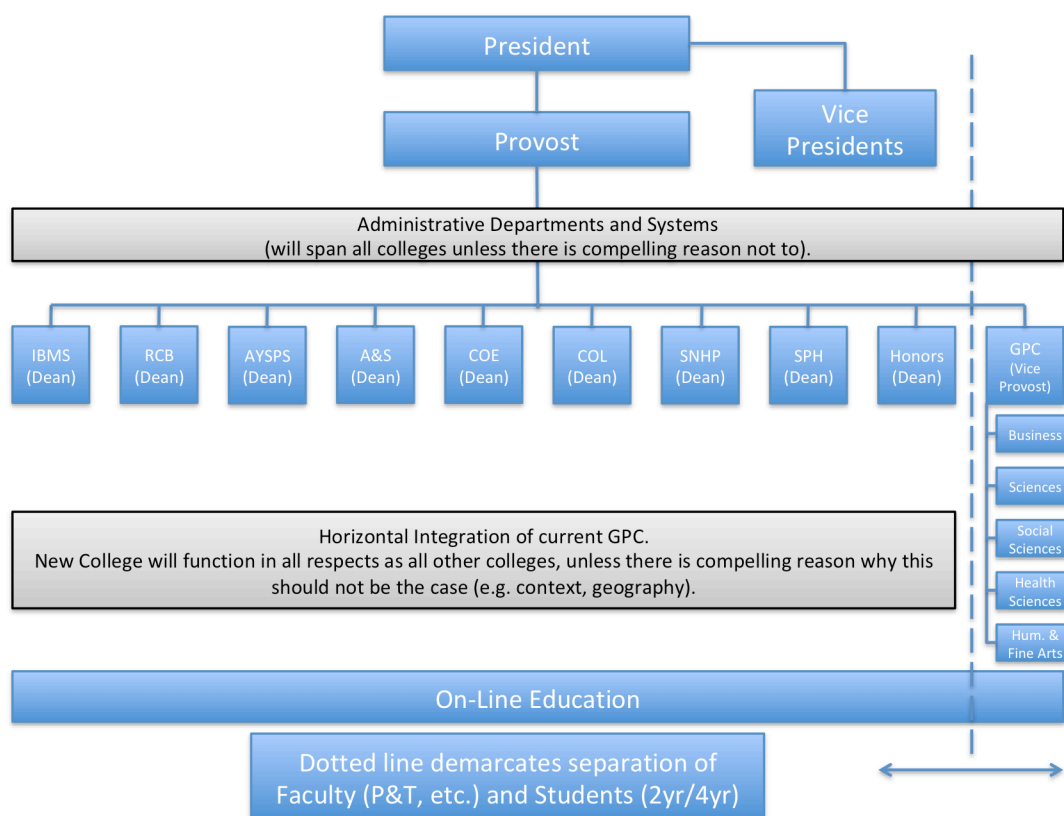 President
Vice
Presidents
Provost
Administrative Departments and Systems
(will span all colleges unless there is compelling reason not to).
IBMS
(Dean)
RCB
(Dean)
AYSPS
(Dean)
A&S
(Dean)
COE
(Dean)
COL
(Dean)
SNHP
(Dean)
SPH
(Dean)
Honors
(Dean)
GPC
(Vice
Provost)
Business
Sciences
Social
Sciences
Health
Sciences
Hum. &
Fine Arts
Horizontal Integration of current GPC.
New College will function in all respects as all other colleges, unless there is compelling reason why this
should not be the case (e.g. context, geography).
On-Line Education
Dotted line demarcates separation of
Faculty (P&T, etc.) and Students (2yr/4yr)